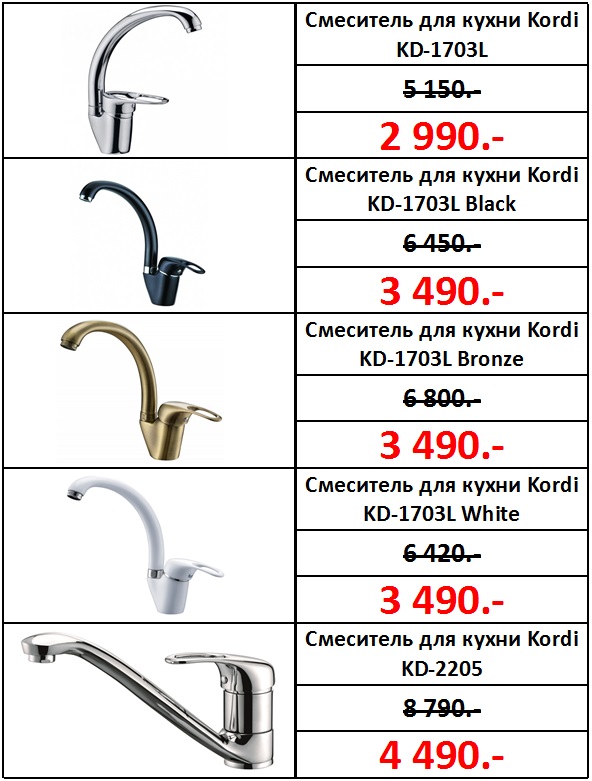 Смеситель для кухни Kordi
KD-1703L
5 150.-
2 990.-
Смеситель для кухни Kordi
KD-1703L Black
6 450.-
3 490.-
Смеситель для кухни Kordi
KD-1703L Bronze
6 800.-
3 490.-
Смеситель для кухни Kordi
KD-1703L White
6 420.-
3 490.-
Смеситель для кухни Kordi
KD-2205
8 790.-
4 490.-